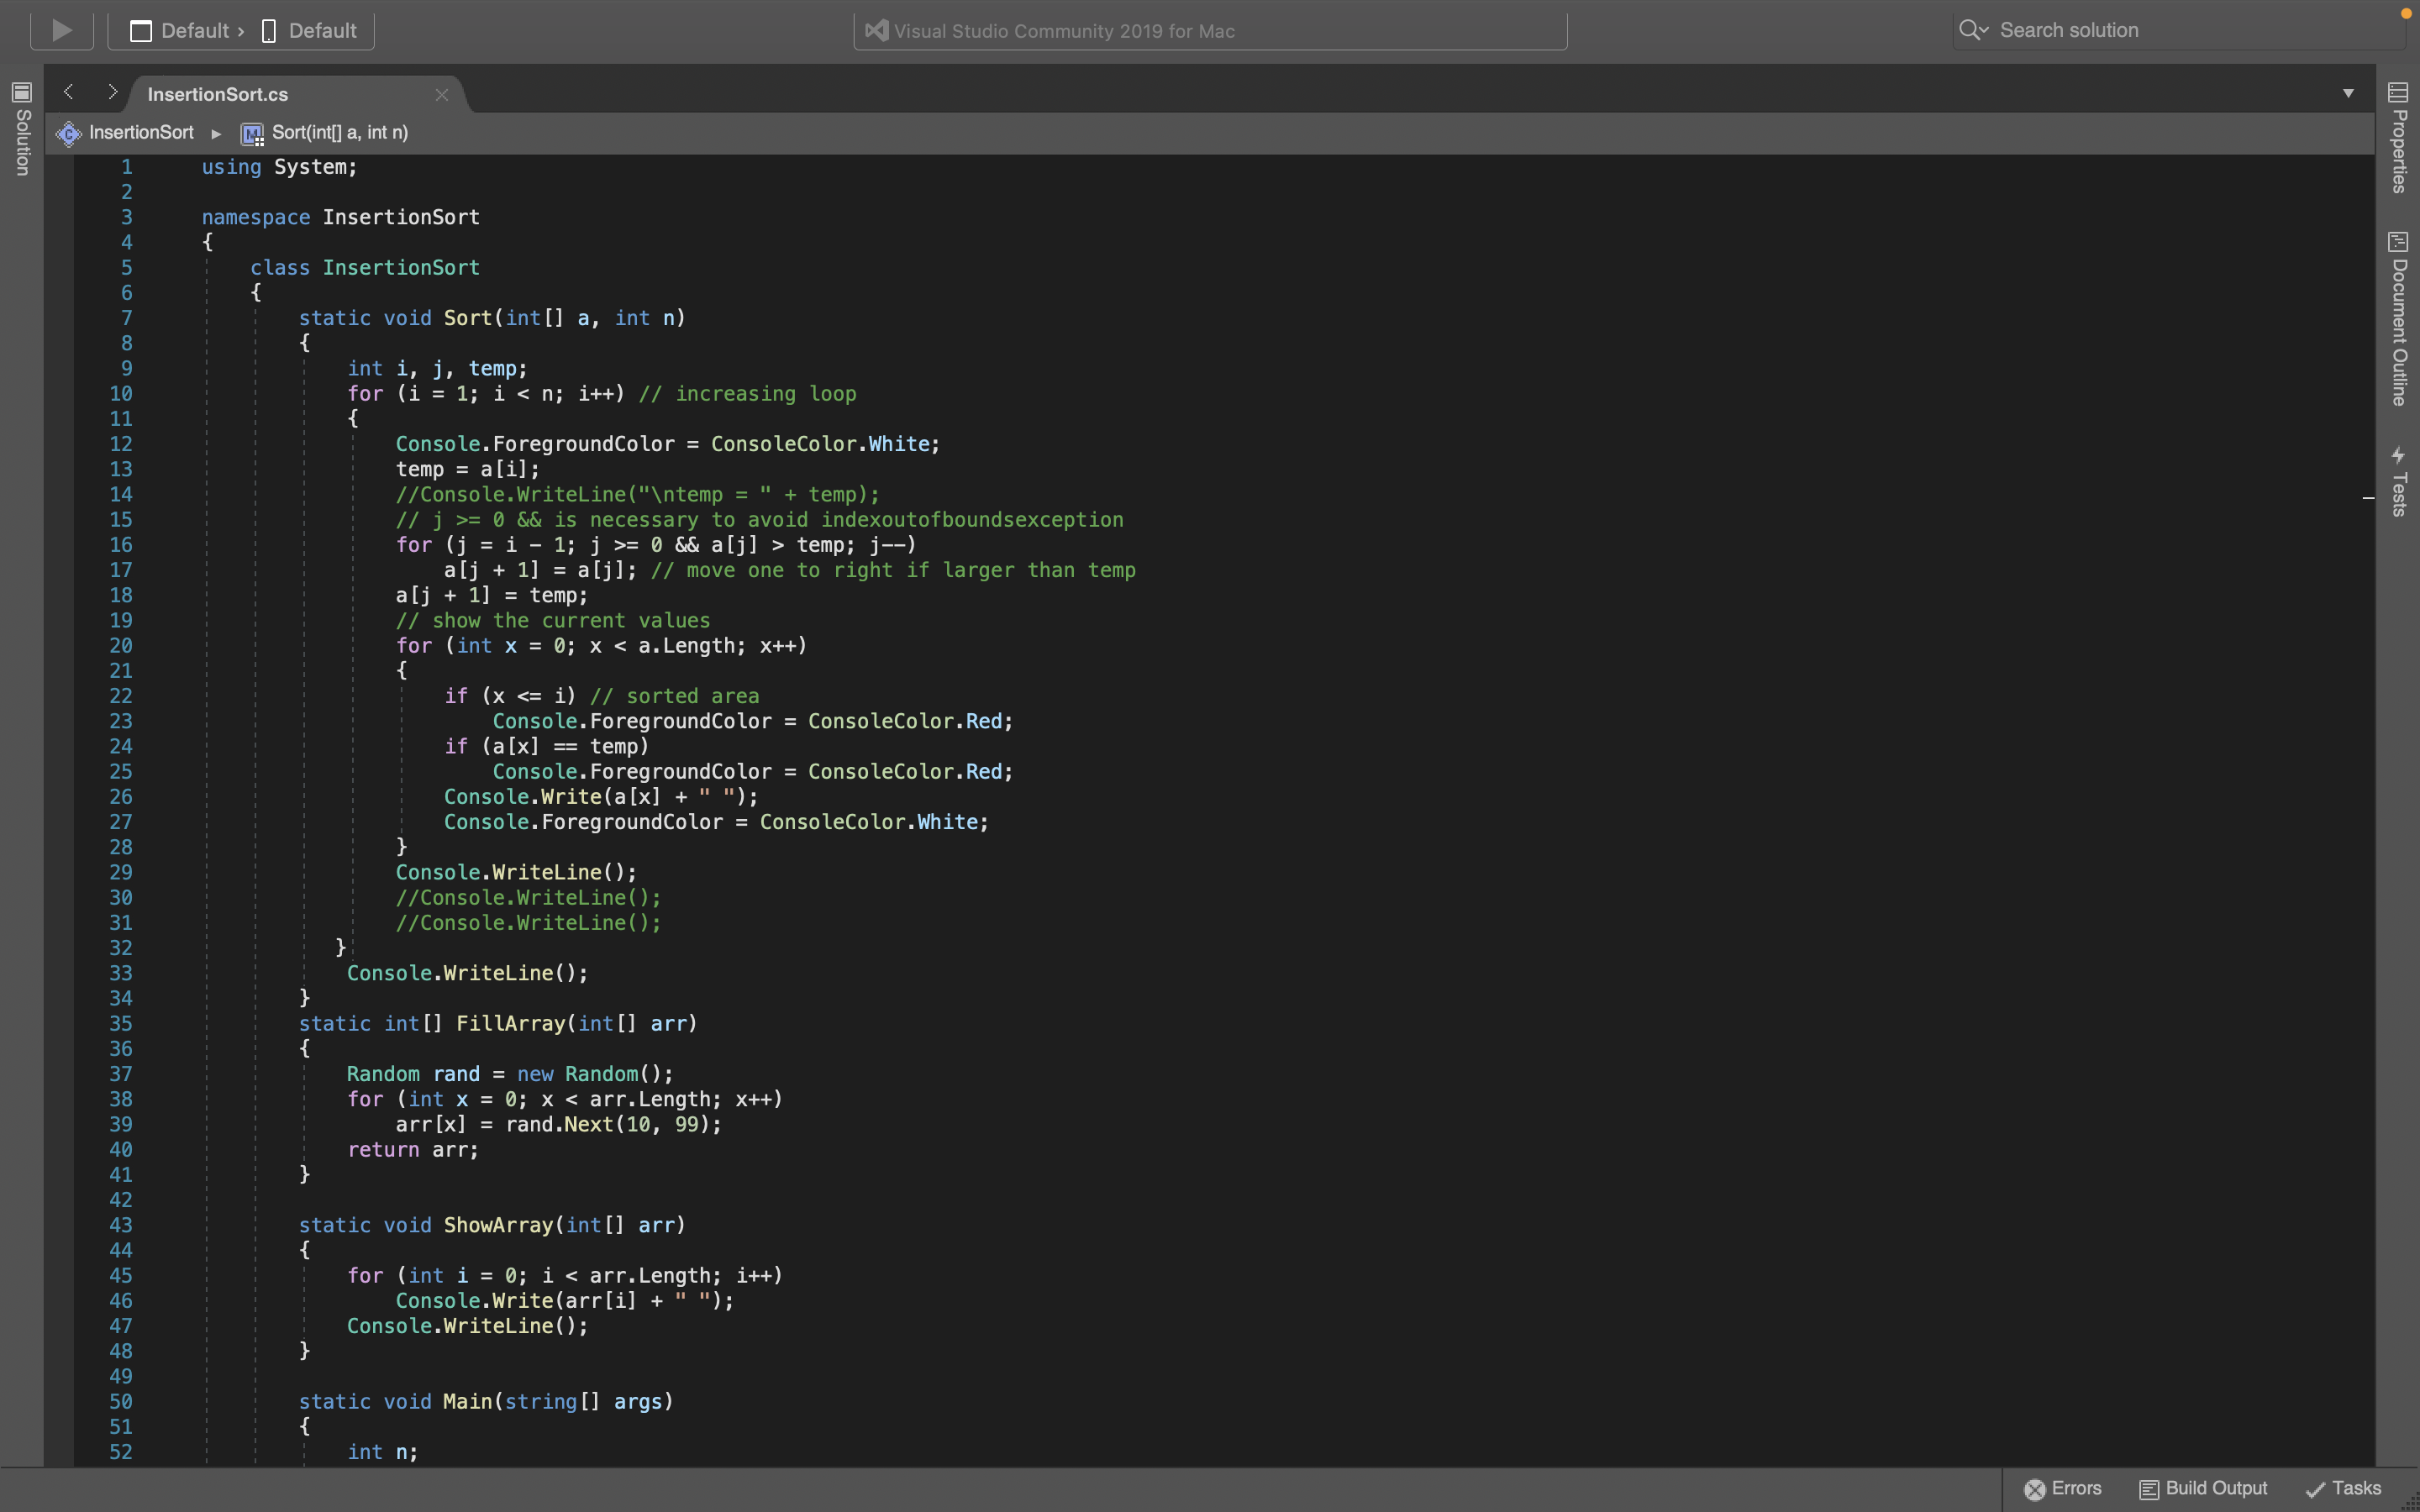 Default › Default
Visual Studio Community 2019 for Mac
Search solution
Solution
InsertionSort.cs
InsertionSort ▸ Sort(int[] a, int n)
1 using System;
2
3 namespace InsertionSort
4 {
5 class InsertionSort
6 {
7 static void Sort(int[] a, int n)
8 {
9 int i, j, temp;
10 for (i = 1; i < n; i++) // increasing loop
11 {
12 Console.ForegroundColor = ConsoleColor.White;
13 temp = a[i];
14 //Console.WriteLine("\ntemp = " + temp);
15 // j >= 0 && is necessary to avoid indexoutofboundsexception
16 for (j = i - 1; j >= 0 && a[j] > temp; j--)
17 a[j + 1] = a[j]; // move one to right if larger than temp
18 a[j + 1] = temp;
19 // show the current values
20 for (int x = 0; x < a.Length; x++)
21 {
22 if (x <= i) // sorted area
23 Console.ForegroundColor = ConsoleColor.Red;
24 if (a[x] == temp)
25 Console.ForegroundColor = ConsoleColor.Red;
26 Console.Write(a[x] + " ");
27 Console.ForegroundColor = ConsoleColor.White;
28 }
29 Console.WriteLine();
30 //Console.WriteLine();
31 //Console.WriteLine();
32 }
33 Console.WriteLine();
34 }
35 static int[] FillArray(int[] arr)
36 {
37 Random rand = new Random();
38 for (int x = 0; x < arr.Length; x++)
39 arr[x] = rand.Next(10, 99);
40 return arr;
41 }
42
43 static void ShowArray(int[] arr)
44 {
45 for (int i = 0; i < arr.Length; i++)
46 Console.Write(arr[i] + " ");
47 Console.WriteLine();
48 }
49
50 static void Main(string[] args)
51 {
52 int n;
Properties
Document Outline
Tests
Errors
Build Output
Tasks